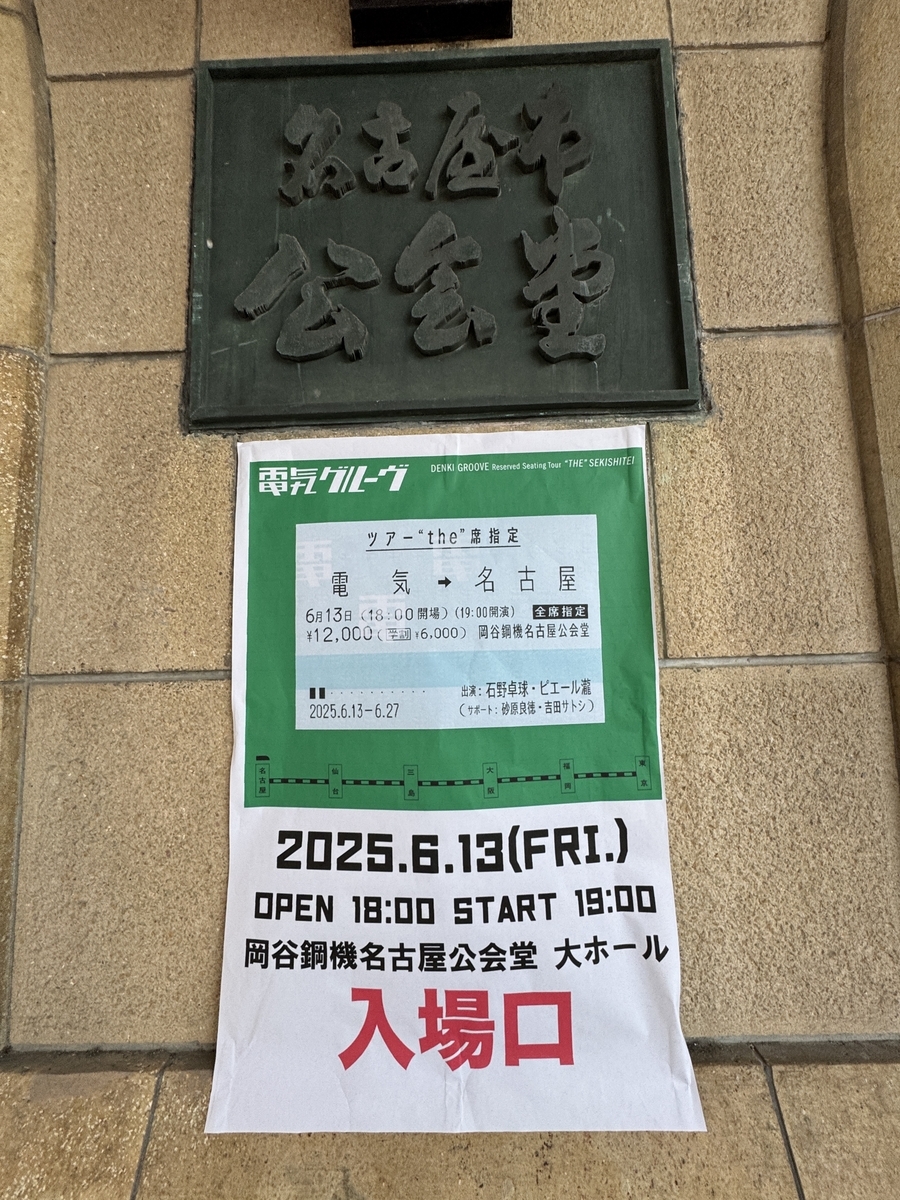 名古屋市
公会堂
電気グルーヴ
DENKI GROOVE Reserved Seating Tour "THE" SEKISHITEI
ツアー“the”席指定
電気➡名古屋
6月13日（18:00開場）（19:00開演） 全席指定
¥12,000（学割 ¥6,000） 岡谷鋼機名古屋公会堂
出演：石野卓球・ピエール瀧
2025.6.13−6.27 （サポート：砂原良徳・吉田サトシ）
名古屋 仙台 三島 大阪 福岡 東京
2025.6.13(FRI.)
OPEN 18:00 START 19:00
岡谷鋼機名古屋公会堂 大ホール
入場口